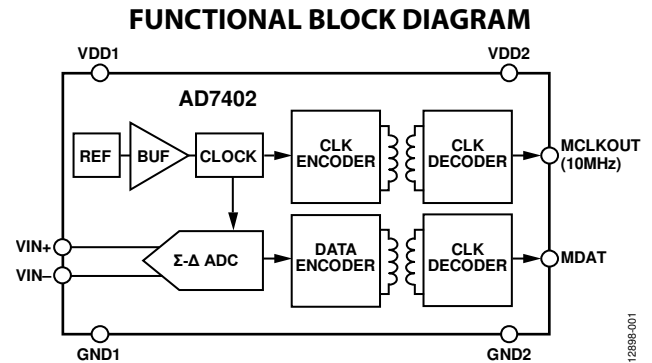 FUNCTIONAL BLOCK DIAGRAM
VDD1
VDD2
AD7402
REF
BUF
CLOCK
CLK
ENCODER
CLK
DECODER
MCLKOUT
(10MHz)
VIN+
VIN–
Σ-Δ ADC
DATA
ENCODER
CLK
DECODER
MDAT
GND1
GND2
12898-001